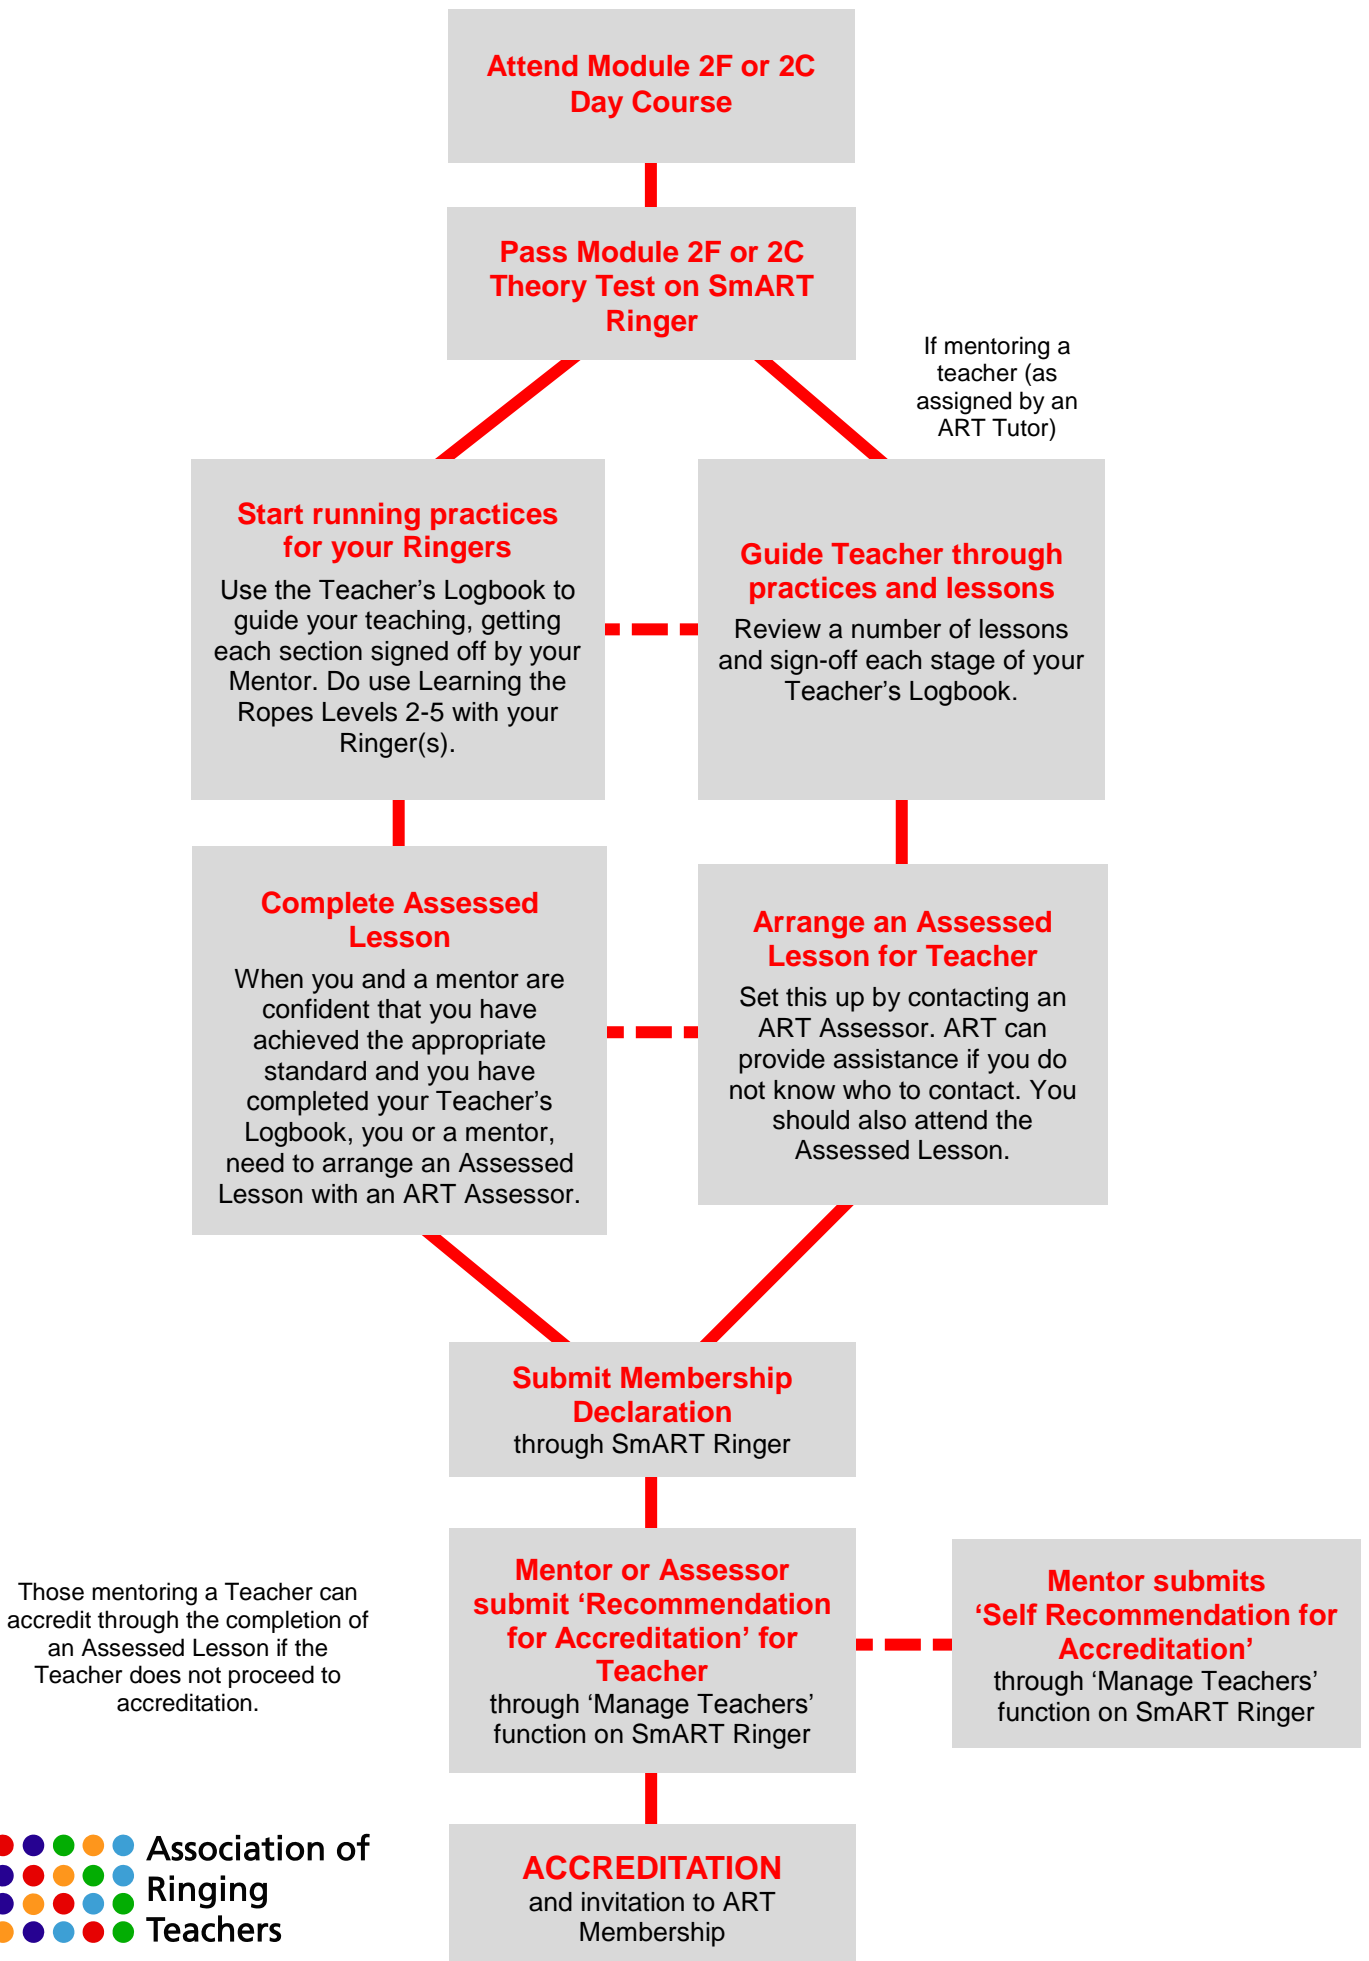 Attend Module 2F or 2C
Day Course
Pass Module 2F or 2C
Theory Test on SmART
Ringer
If mentoring a
teacher (as
assigned by an
ART Tutor)
Start running practices
for your Ringers
Use the Teacher’s Logbook to
guide your teaching, getting
each section signed off by your
Mentor. Do use Learning the
Ropes Levels 2-5 with your
Ringer(s).
Guide Teacher through
practices and lessons
Review a number of lessons
and sign-off each stage of your
Teacher’s Logbook.
Complete Assessed
Lesson
When you and a mentor are
confident that you have
achieved the appropriate
standard and you have
completed your Teacher’s
Logbook, you or a mentor,
need to arrange an Assessed
Lesson with an ART Assessor.
Arrange an Assessed
Lesson for Teacher
Set this up by contacting an
ART Assessor. ART can
provide assistance if you do
not know who to contact. You
should also attend the
Assessed Lesson.
Submit Membership
Declaration
through SmART Ringer
Mentor or Assessor
submit ‘Recommendation
for Accreditation’ for
Teacher
through ‘Manage Teachers’
function on SmART Ringer
Mentor submits
‘Self Recommendation for
Accreditation’
through ‘Manage Teachers’
function on SmART Ringer
Those mentoring a Teacher can
accredit through the completion of
an Assessed Lesson if the
Teacher does not proceed to
accreditation.
ACCREDITATION
and invitation to ART
Membership
Association of
Ringing
Teachers